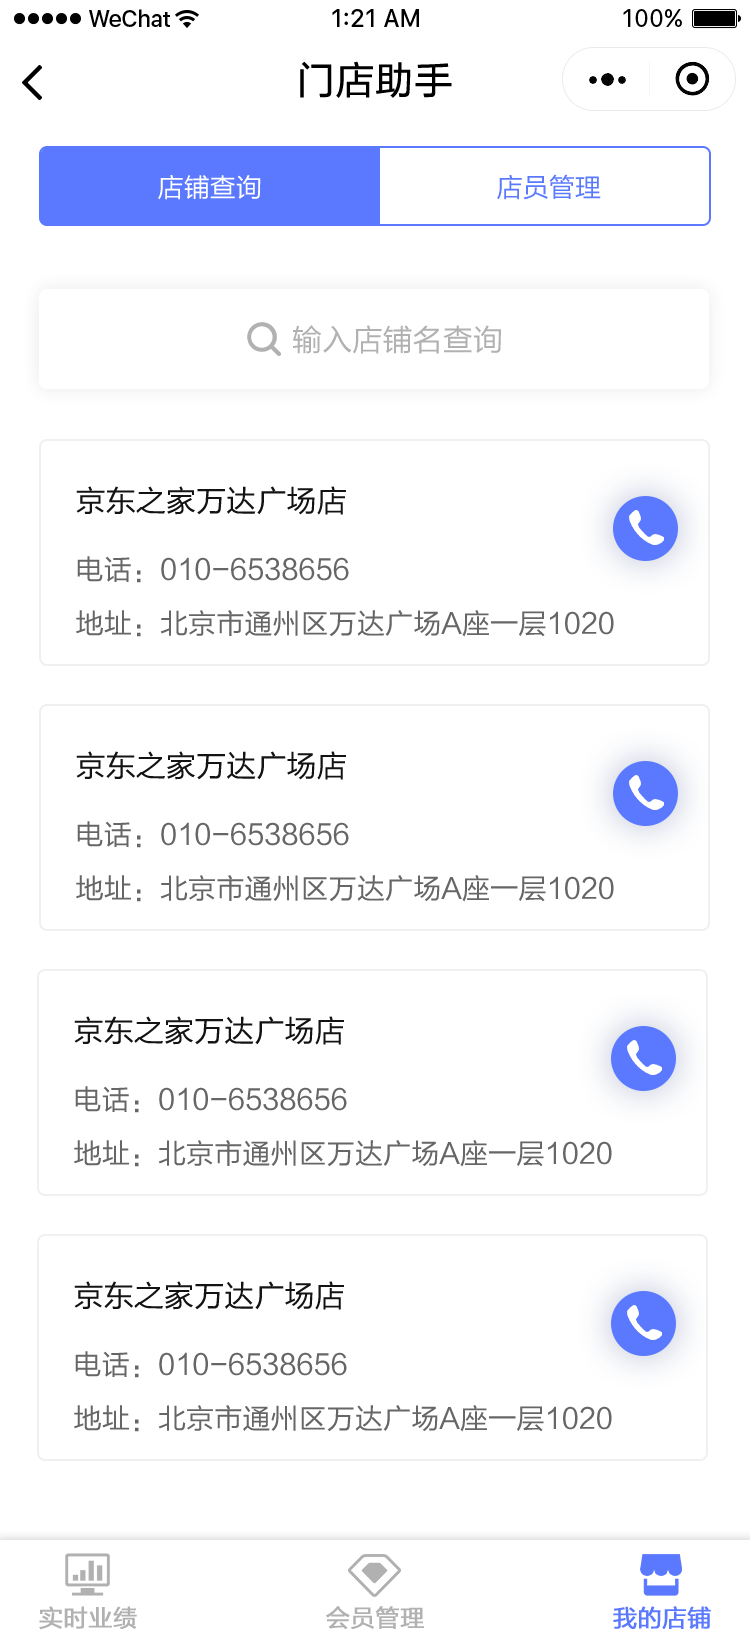 WeChat 1:21 AM 100%
门店助手
店铺查询 店员管理
输入店铺名查询
京东之家万达广场店
电话：010-6538656
地址：北京市通州区万达广场A座一层1020
京东之家万达广场店
电话：010-6538656
地址：北京市通州区万达广场A座一层1020
京东之家万达广场店
电话：010-6538656
地址：北京市通州区万达广场A座一层1020
京东之家万达广场店
电话：010-6538656
地址：北京市通州区万达广场A座一层1020
实时业绩 会员管理 我的店铺